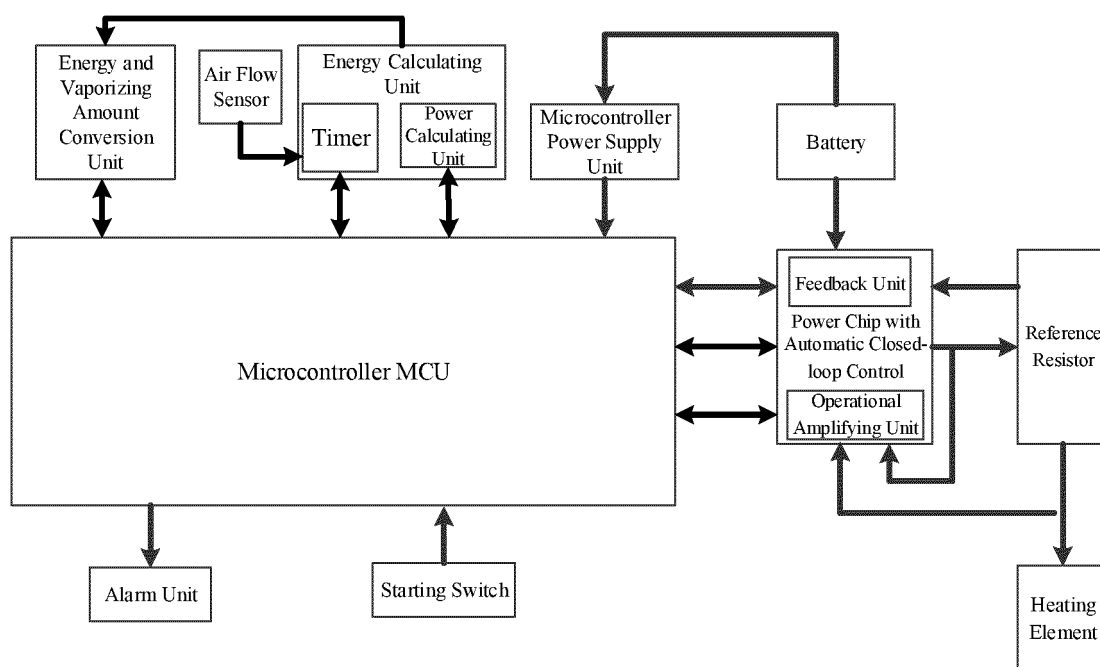 Energy and
Vaporizing
Amount
Conversion
Unit
Air Flow
Sensor
Energy Calculating
Unit
Timer
Power
Calculating
Unit
Microcontroller
Power Supply
Unit
Battery
Microcontroller MCU
Feedback Unit
Power Chip with
Automatic Closed-
loop Control
Operational
Amplifying Unit
Reference
Resistor
Alarm Unit
Starting Switch
Heating
Element